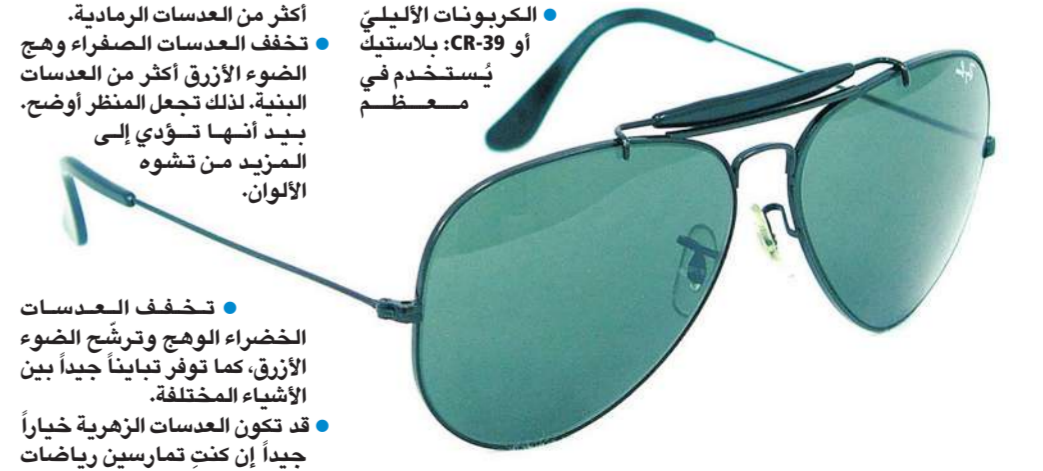 • الكربونات الأليليّ
أو CR-39: بلاستيك
يُستخدم في
معظم
أكثر من العدسات الرمادية.
• تخفف العدسات الصفراء وهج
الضوء الأزرق أكثر من العدسات
البنية. لذلك تجعل المنظر أوضح.
بيد أنها تؤدي إلى
المزيد من تشوه
الألوان.
• تخفف العدسات
الخضراء الوهج وترشّح الضوء
الأزرق، كما توفر تبايناً جيداً بين
الأشياء المختلفة.
• قد تكون العدسات الزهرية خياراً
جيداً إن كنتِ تمارسين رياضات